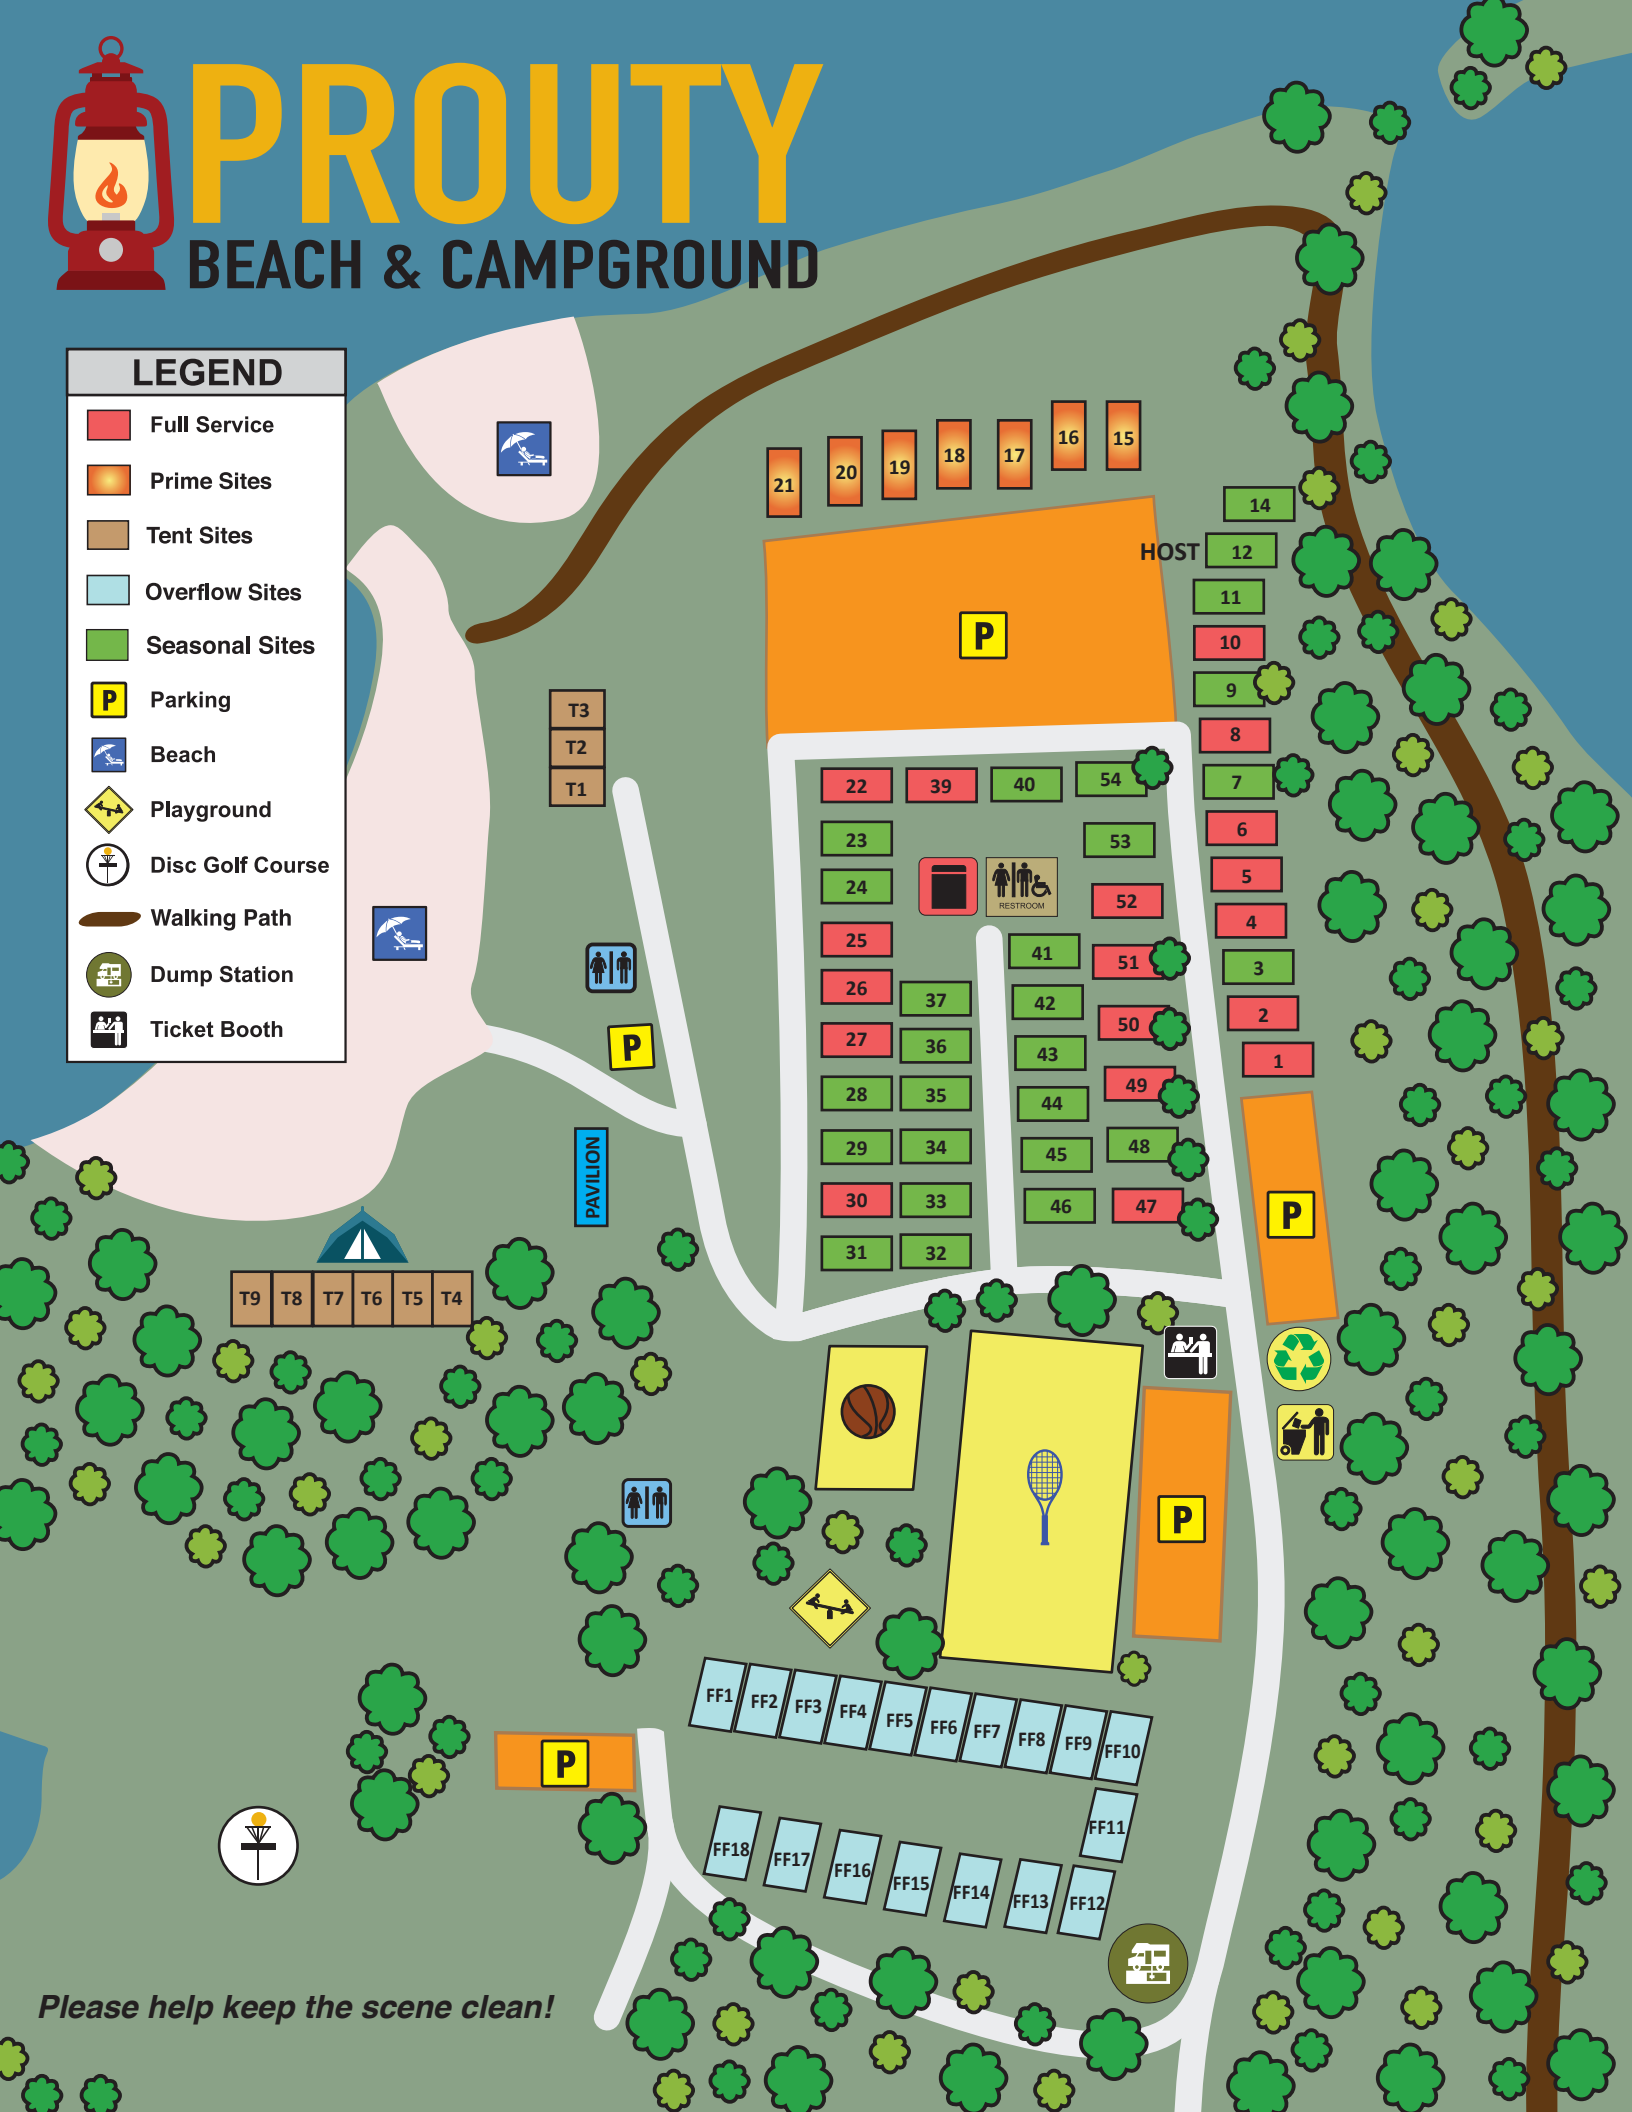 PROUTY
BEACH & CAMPGROUND
LEGEND
Full Service
Prime Sites
Tent Sites
Overflow Sites
Seasonal Sites
P Parking
Beach
Playground
Disc Golf Course
Walking Path
Dump Station
Ticket Booth
21
20
19
18
17
16
15
14
HOST 12
11
10
9
8
7
6
5
4
3
2
1
P
T3
T2
T1
22
39
40
54
23
53
24
RESTROOM
52
25
41
51
26
37
42
50
27
36
43
49
28
35
44
48
29
34
45
47
30
33
46
31
32
P
PAVILION
P
T9
T8
T7
T6
T5
T4
P
FF1
FF2
FF3
FF4
FF5
FF6
FF7
FF8
FF9
FF10
FF11
P
FF18
FF17
FF16
FF15
FF14
FF13
FF12
Please help keep the scene clean!